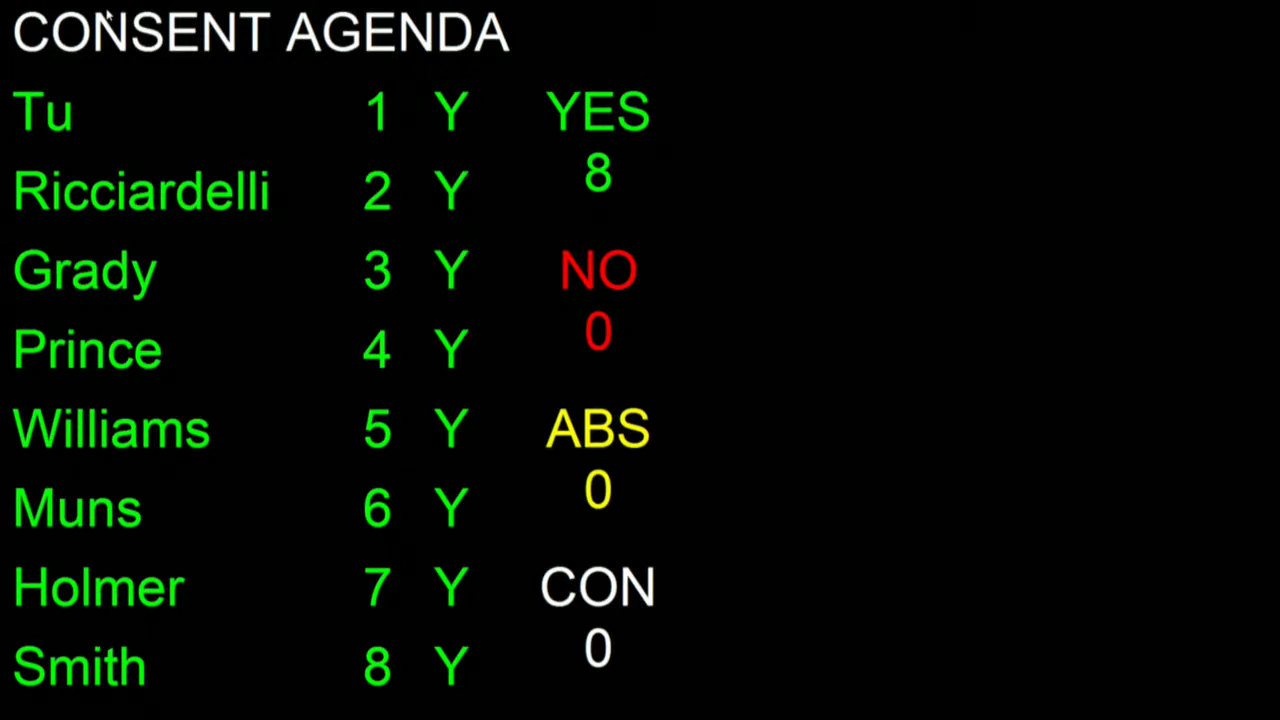 CONSENT AGENDA
Tu 1 Y YES
8
Ricciardelli 2 Y
Grady 3 Y NO
0
Prince 4 Y
Williams 5 Y ABS
0
Muns 6 Y
Holmer 7 Y CON
0
Smith 8 Y